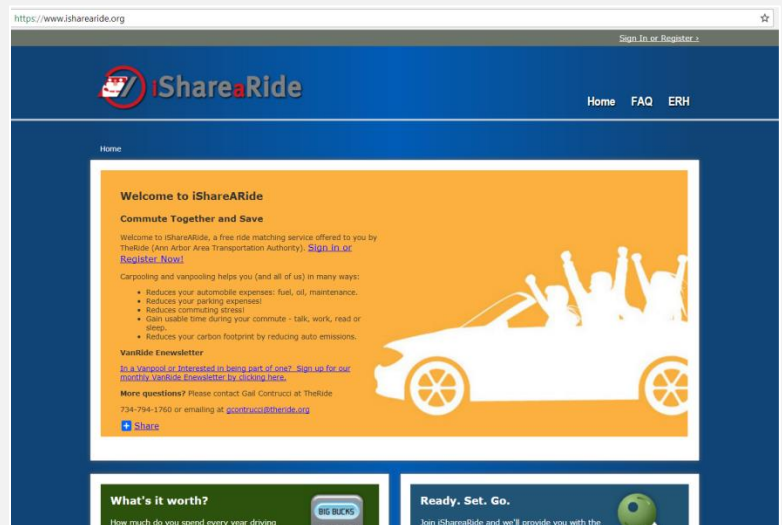 https://www.isharearide.org
Sign In or Register ›
iShareaRide
Home FAQ ERH
Home
Welcome to iShareARide
Commute Together and Save
Welcome to iShareARide, a free ride matching service offered to you by
TheRide (Ann Arbor Area Transportation Authority). Sign in or
Register Now!
Carpooling and vanpooling helps you (and all of us) in many ways:
• Reduces your automobile expenses: fuel, oil, maintenance.
• Reduces your parking expenses!
• Reduces commuting stress!
• Gain usable time during your commute - talk, work, read or
sleep.
• Reduces your carbon footprint by reducing auto emissions.
VanRide Enewsletter
In a Vanpool or Interested in being part of one? Sign up for our
monthly VanRide Enewsletter by clicking here.
More questions? Please contact Gail Contrucci at TheRide
734-794-1760 or emailing at gcontrucci@theride.org
Share
What's it worth?
How much do you spend every year driving
BIG BUCKS
Ready. Set. Go.
Join iShareaRide and we'll provide you with the